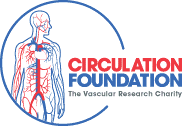 CIRCULATION
FOUNDATION
The Vascular Research Charity